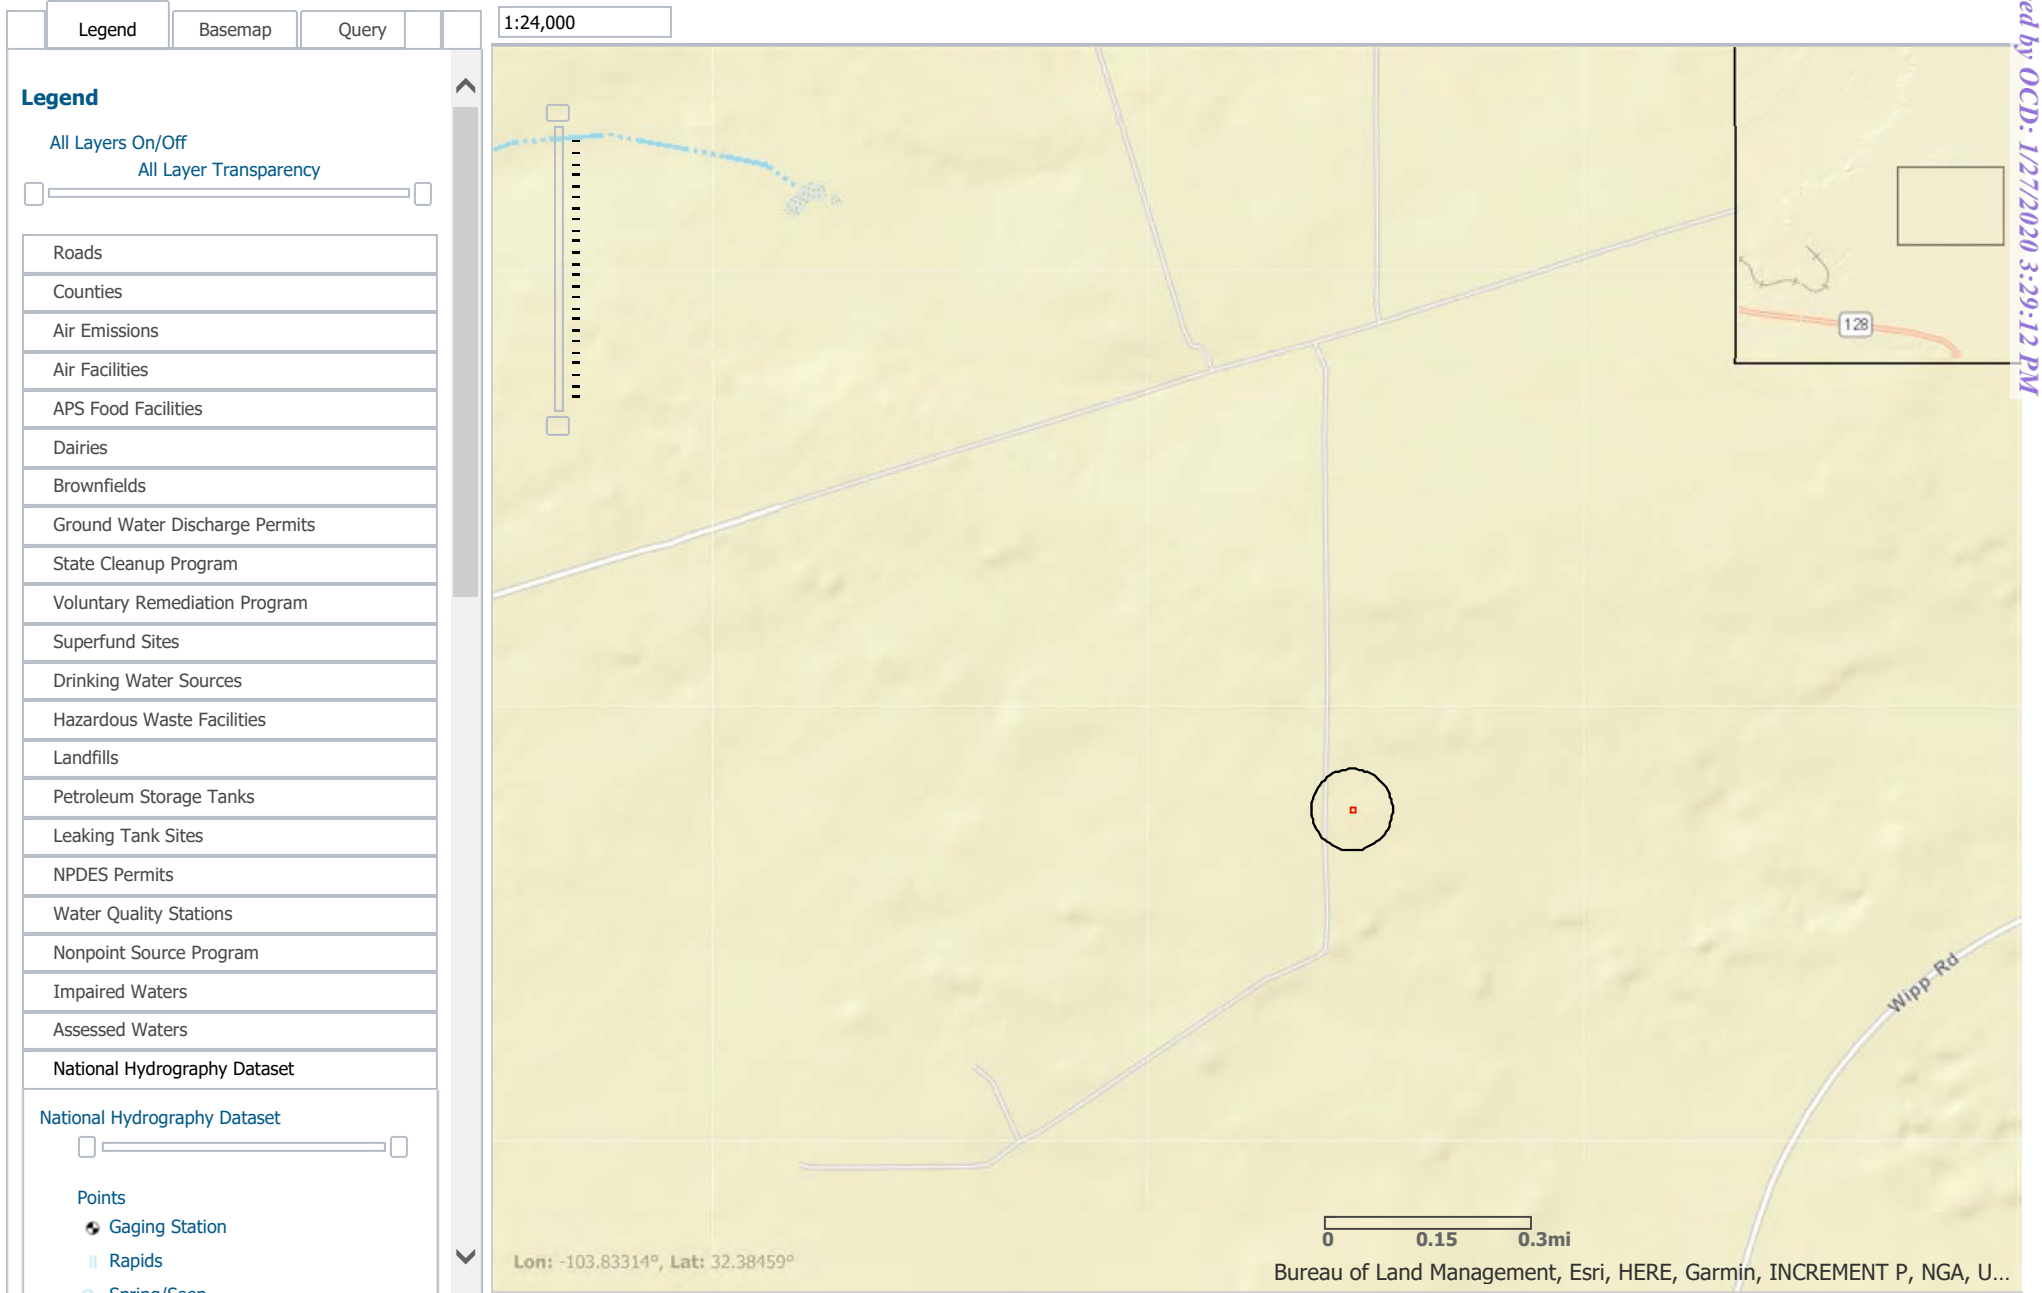 Legend
Basemap
Query
1:24,000
Legend
All Layers On/Off
All Layer Transparency
Roads
Counties
Air Emissions
Air Facilities
APS Food Facilities
Dairies
Brownfields
Ground Water Discharge Permits
State Cleanup Program
Voluntary Remediation Program
Superfund Sites
Drinking Water Sources
Hazardous Waste Facilities
Landfills
Petroleum Storage Tanks
Leaking Tank Sites
NPDES Permits
Water Quality Stations
Nonpoint Source Program
Impaired Waters
Assessed Waters
National Hydrography Dataset
National Hydrography Dataset
Points
Gaging Station
Rapids
Spring/Seep
128
Wipp Rd
0 0.15 0.3mi
Lon: -103.83314°, Lat: 32.38459°
Bureau of Land Management, Esri, HERE, Garmin, INCREMENT P, NGA, U...
ed by OCD: 1/27/2020 3:29:12 PM